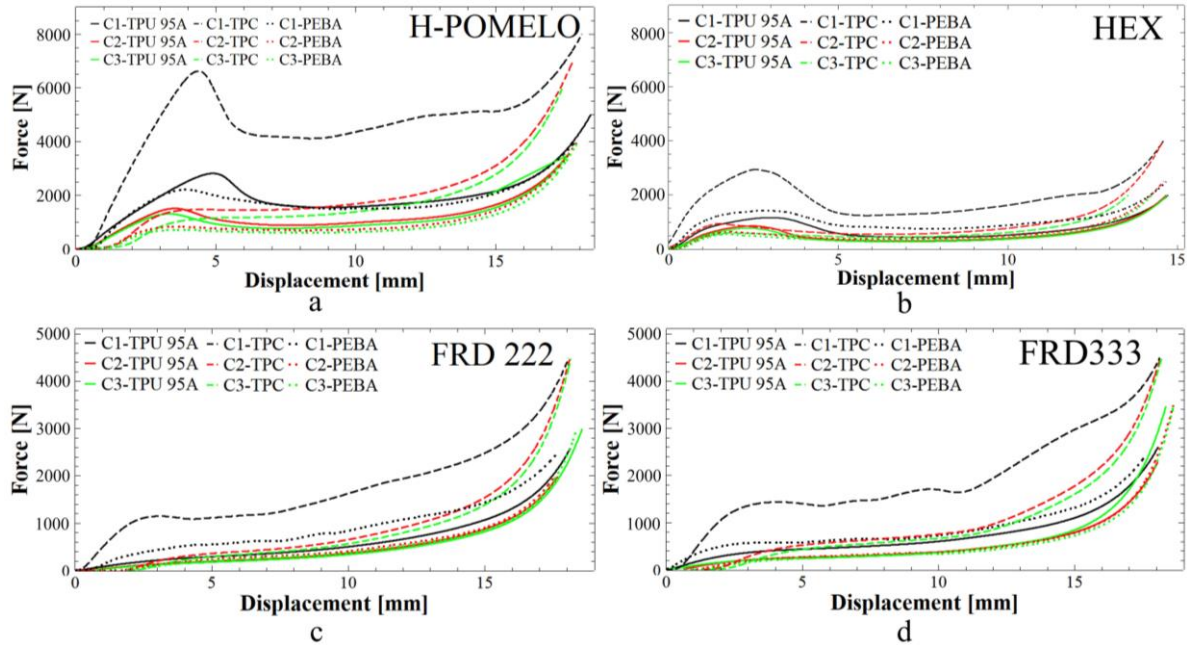 H-POMELO
C1-TPU 95A C1-TPC C1-PEBA
C2-TPU 95A C2-TPC C2-PEBA
C3-TPU 95A C3-TPC C3-PEBA
8000
6000
4000
2000
0
Force [N]
0 5 10 15
Displacement [mm]
a
HEX
C1-TPU 95A C1-TPC C1-PEBA
C2-TPU 95A C2-TPC C2-PEBA
C3-TPU 95A C3-TPC C3-PEBA
8000
6000
4000
2000
0
Force [N]
0 5 10 15
Displacement [mm]
b
FRD 222
C1-TPU 95A C1-TPC C1-PEBA
C2-TPU 95A C2-TPC C2-PEBA
C3-TPU 95A C3-TPC C3-PEBA
5000
4000
3000
2000
1000
0
Force [N]
0 5 10 15
Displacement [mm]
c
FRD333
C1-TPU 95A C1-TPC C1-PEBA
C2-TPU 95A C2-TPC C2-PEBA
C3-TPU 95A C3-TPC C3-PEBA
5000
4000
3000
2000
1000
0
Force [N]
0 5 10 15
Displacement [mm]
d